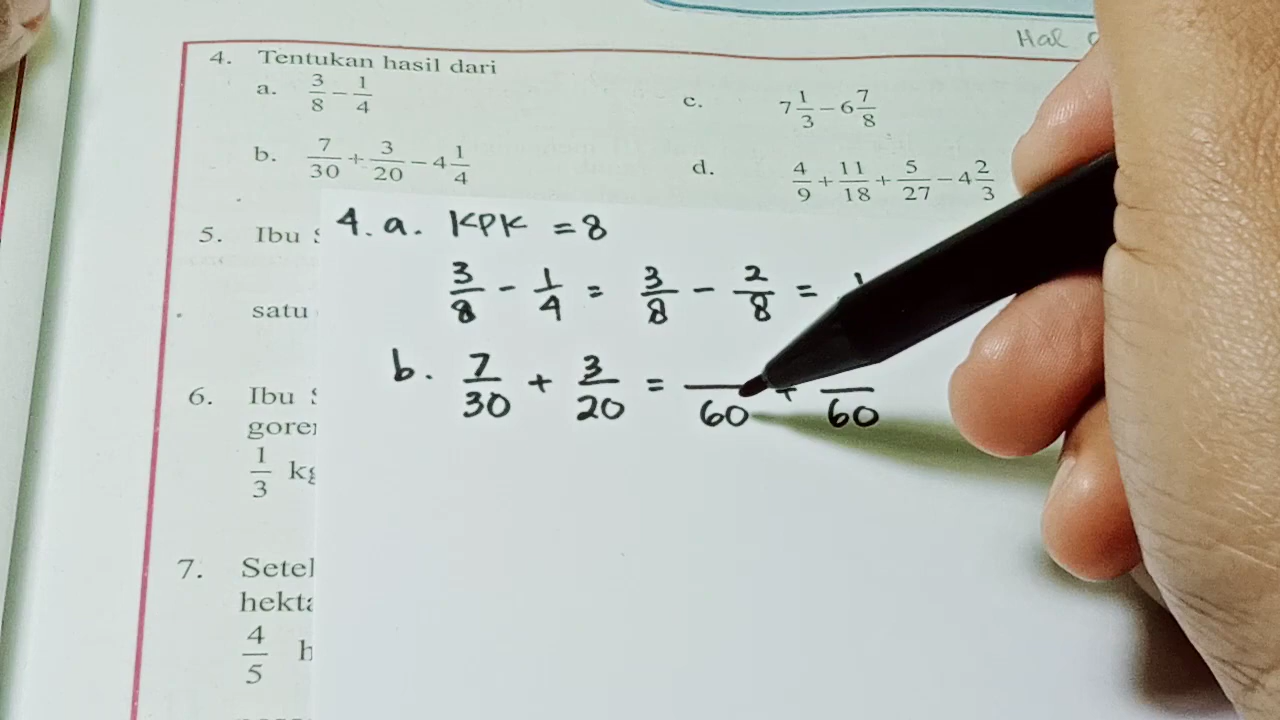 Hal
4. Tentukan hasil dari
a. 3/8 − 1/4
c. 7 1/3 − 6 7/8
b. 7/30 + 3/20 − 4 1/4
d. 4/9 + 11/18 + 5/27 − 4 2/3
4. a. KPK = 8
3/8 - 1/4 = 3/8 - 2/8 =
b. 7/30 + 3/20 = /60 + /60
5. Ibu
satu
6. Ibu
1/3 kg
7.
4/5 h